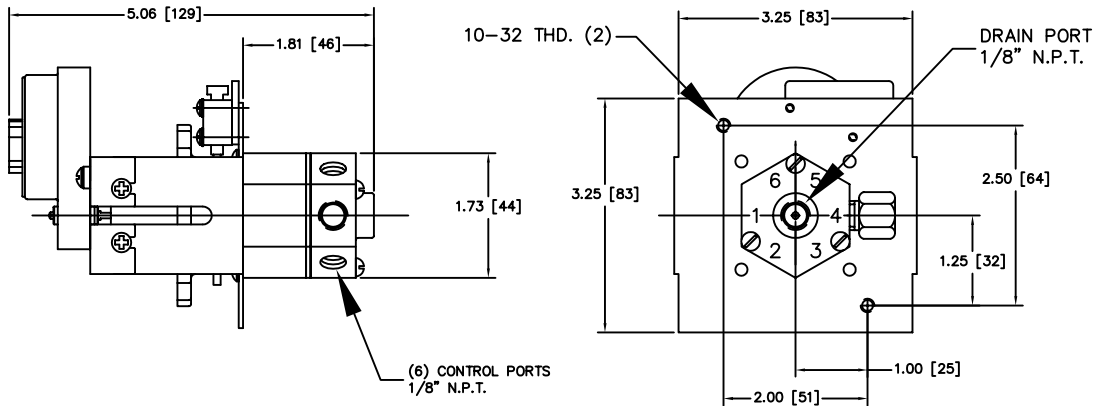 5.06 [129]
1.81 [46]
1.73 [44]
(6) CONTROL PORTS
1/8" N.P.T.
3.25 [83]
10-32 THD. (2)
DRAIN PORT
1/8" N.P.T.
3.25 [83]
2.50 [64]
6 5
1 4
2 3
1.25 [32]
1.00 [25]
2.00 [51]